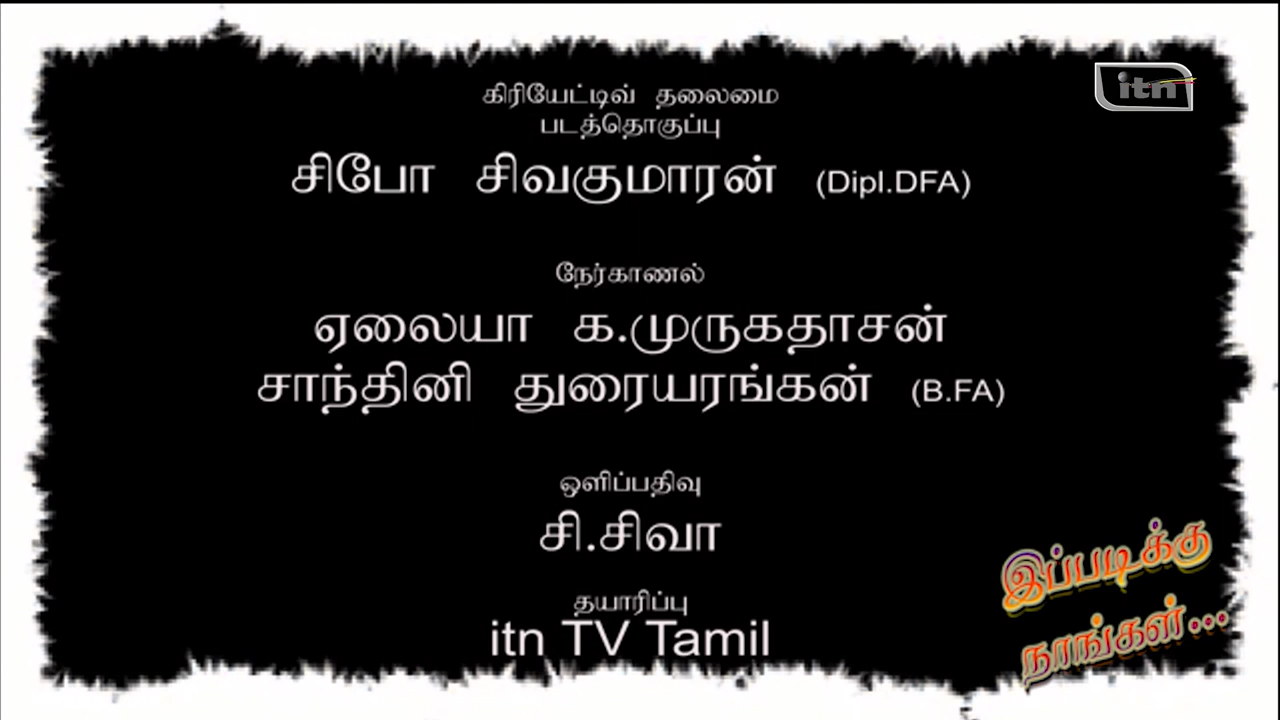 itn
கிரியேட்டிவ் தலைமை
படத்தொகுப்பு
சிபோ சிவகுமாரன் (Dipl.DFA)
நேர்காணல்
ஏலையா க.முருகதாசன்
சாந்தினி துரையரங்கன் (B.FA)
ஒளிப்பதிவு
சி.சிவா
தயாரிப்பு
itn TV Tamil
இப்படிக்கு
நாங்கள்...